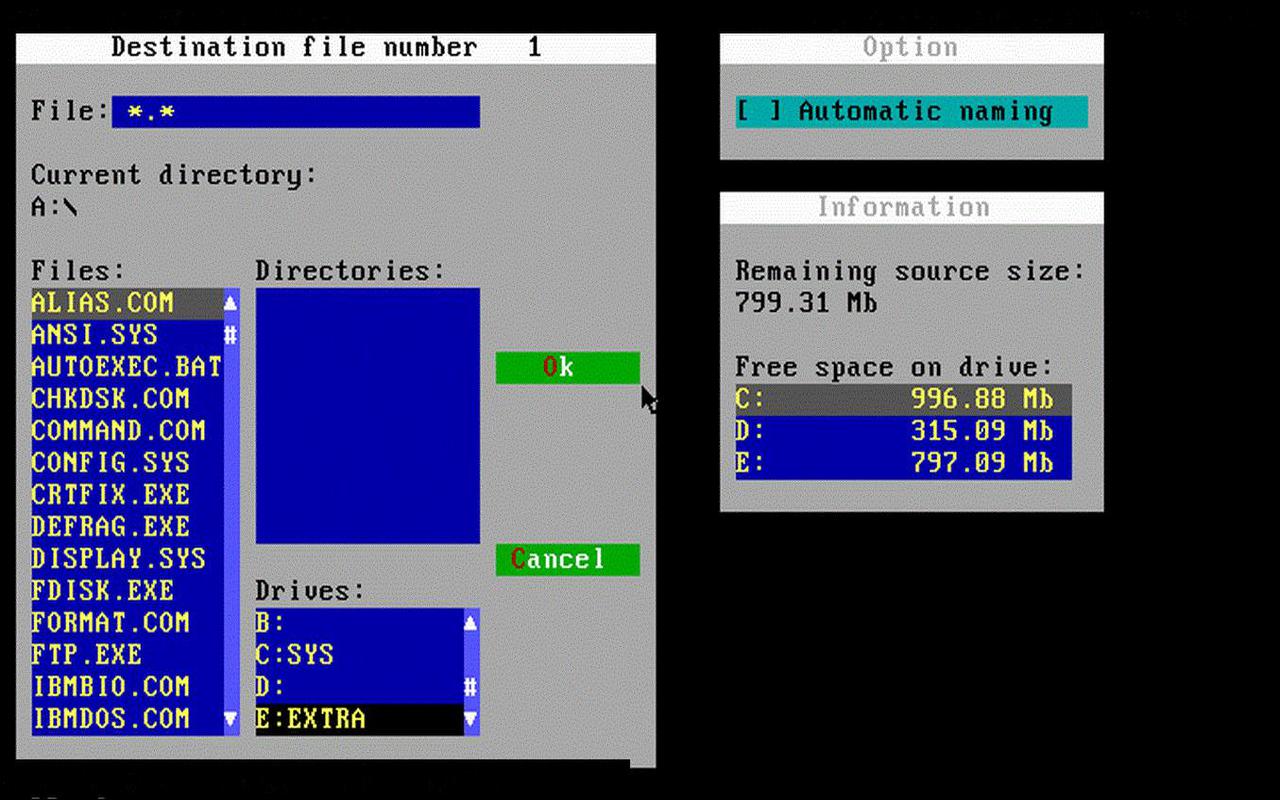 Destination file number 1
File: *.*
Current directory:
A:\
Files:
ALIAS.COM
ANSI.SYS
AUTOEXEC.BAT
CHKDSK.COM
COMMAND.COM
CONFIG.SYS
CRTFIX.EXE
DEFRAG.EXE
DISPLAY.SYS
FDISK.EXE
FORMAT.COM
FTP.EXE
IBMBIO.COM
IBMDOS.COM
Directories:
Drives:
B:
C:SYS
D:
E:EXTRA
Ok
Cancel
Option
[ ] Automatic naming
Information
Remaining source size:
799.31 Mb
Free space on drive:
C: 996.88 Mb
D: 315.09 Mb
E: 797.09 Mb